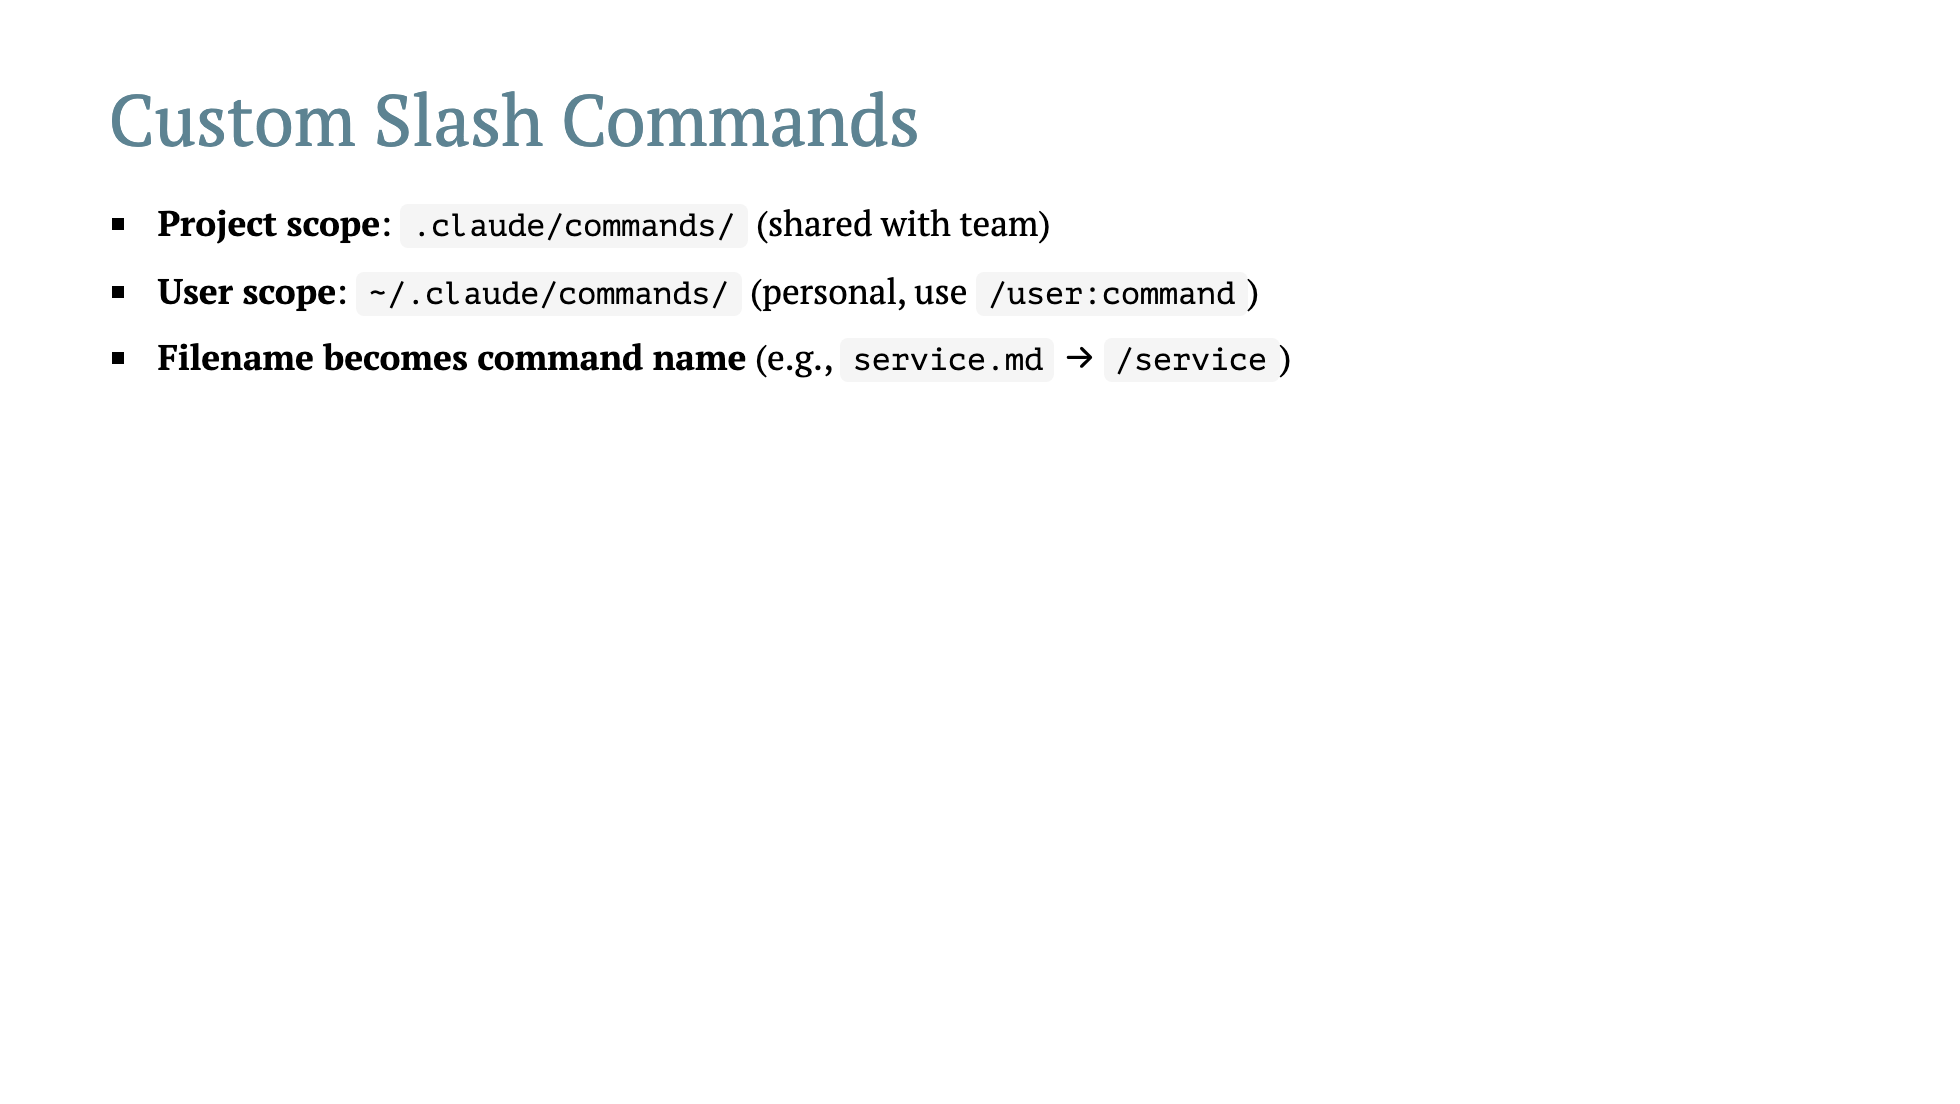 Custom Slash Commands
▪ Project scope: .claude/commands/ (shared with team)
▪ User scope: ~/.claude/commands/ (personal, use /user:command)
▪ Filename becomes command name (e.g., service.md → /service)